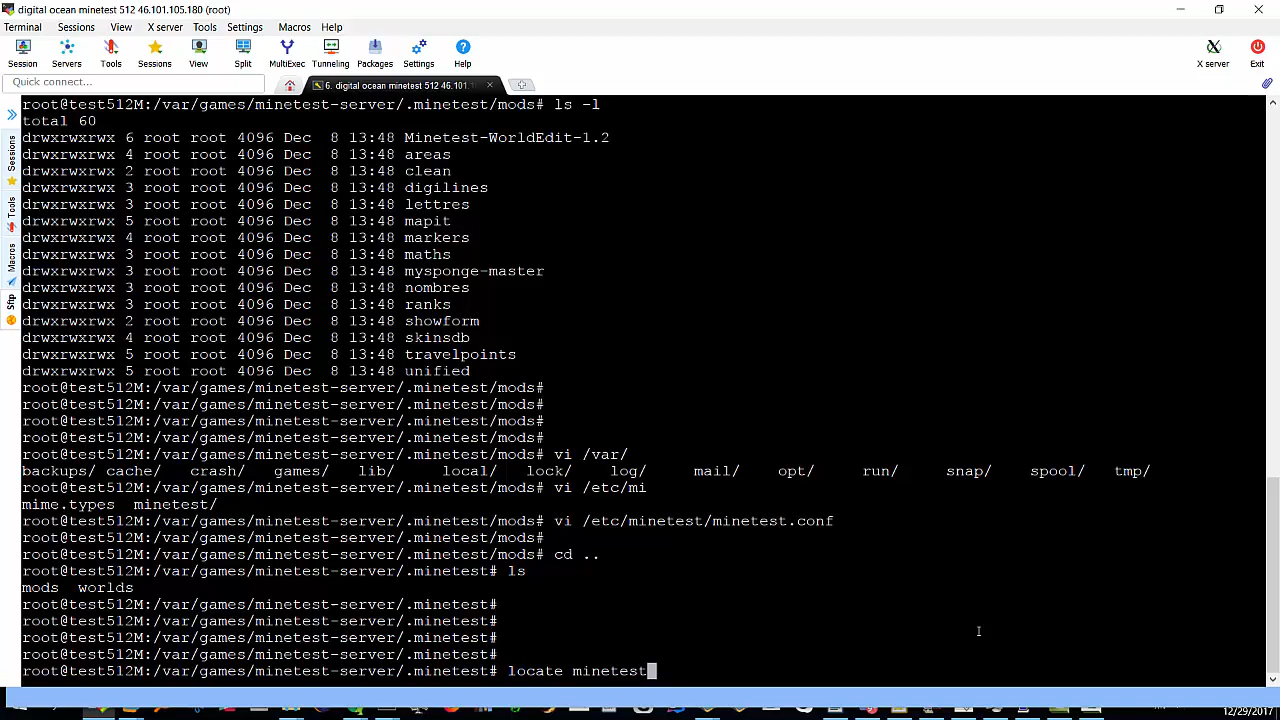 digital ocean minetest 512 46.101.105.180 (root)
Terminal Sessions View X server Tools Settings Macros Help
Session Servers Tools Sessions View Split MultiExec Tunneling Packages Settings Help X server Exit
Quick connect...
6. digital ocean minetest 512 46.101.
Sessions
Tools
Macros
Sftp
root@test512M:/var/games/minetest-server/.minetest/mods# ls -l
total 60
drwxrwxrwx 6 root root 4096 Dec  8 13:48 Minetest-WorldEdit-1.2
drwxrwxrwx 4 root root 4096 Dec  8 13:48 areas
drwxrwxrwx 2 root root 4096 Dec  8 13:48 clean
drwxrwxrwx 3 root root 4096 Dec  8 13:48 digilines
drwxrwxrwx 3 root root 4096 Dec  8 13:48 lettres
drwxrwxrwx 5 root root 4096 Dec  8 13:48 mapit
drwxrwxrwx 4 root root 4096 Dec  8 13:48 markers
drwxrwxrwx 3 root root 4096 Dec  8 13:48 maths
drwxrwxrwx 3 root root 4096 Dec  8 13:48 mysponge-master
drwxrwxrwx 3 root root 4096 Dec  8 13:48 nombres
drwxrwxrwx 3 root root 4096 Dec  8 13:48 ranks
drwxrwxrwx 2 root root 4096 Dec  8 13:48 showform
drwxrwxrwx 4 root root 4096 Dec  8 13:48 skinsdb
drwxrwxrwx 5 root root 4096 Dec  8 13:48 travelpoints
drwxrwxrwx 5 root root 4096 Dec  8 13:48 unified
root@test512M:/var/games/minetest-server/.minetest/mods#
root@test512M:/var/games/minetest-server/.minetest/mods#
root@test512M:/var/games/minetest-server/.minetest/mods#
root@test512M:/var/games/minetest-server/.minetest/mods#
root@test512M:/var/games/minetest-server/.minetest/mods# vi /var/
backups/ cache/ crash/ games/ lib/ local/ lock/ log/ mail/ opt/ run/ snap/ spool/ tmp/
root@test512M:/var/games/minetest-server/.minetest/mods# vi /etc/mi
mime.types minetest/
root@test512M:/var/games/minetest-server/.minetest/mods# vi /etc/minetest/minetest.conf
root@test512M:/var/games/minetest-server/.minetest/mods#
root@test512M:/var/games/minetest-server/.minetest/mods# cd ..
root@test512M:/var/games/minetest-server/.minetest# ls
mods worlds
root@test512M:/var/games/minetest-server/.minetest#
root@test512M:/var/games/minetest-server/.minetest#
root@test512M:/var/games/minetest-server/.minetest#
root@test512M:/var/games/minetest-server/.minetest#
root@test512M:/var/games/minetest-server/.minetest# locate minetest
12/29/2017